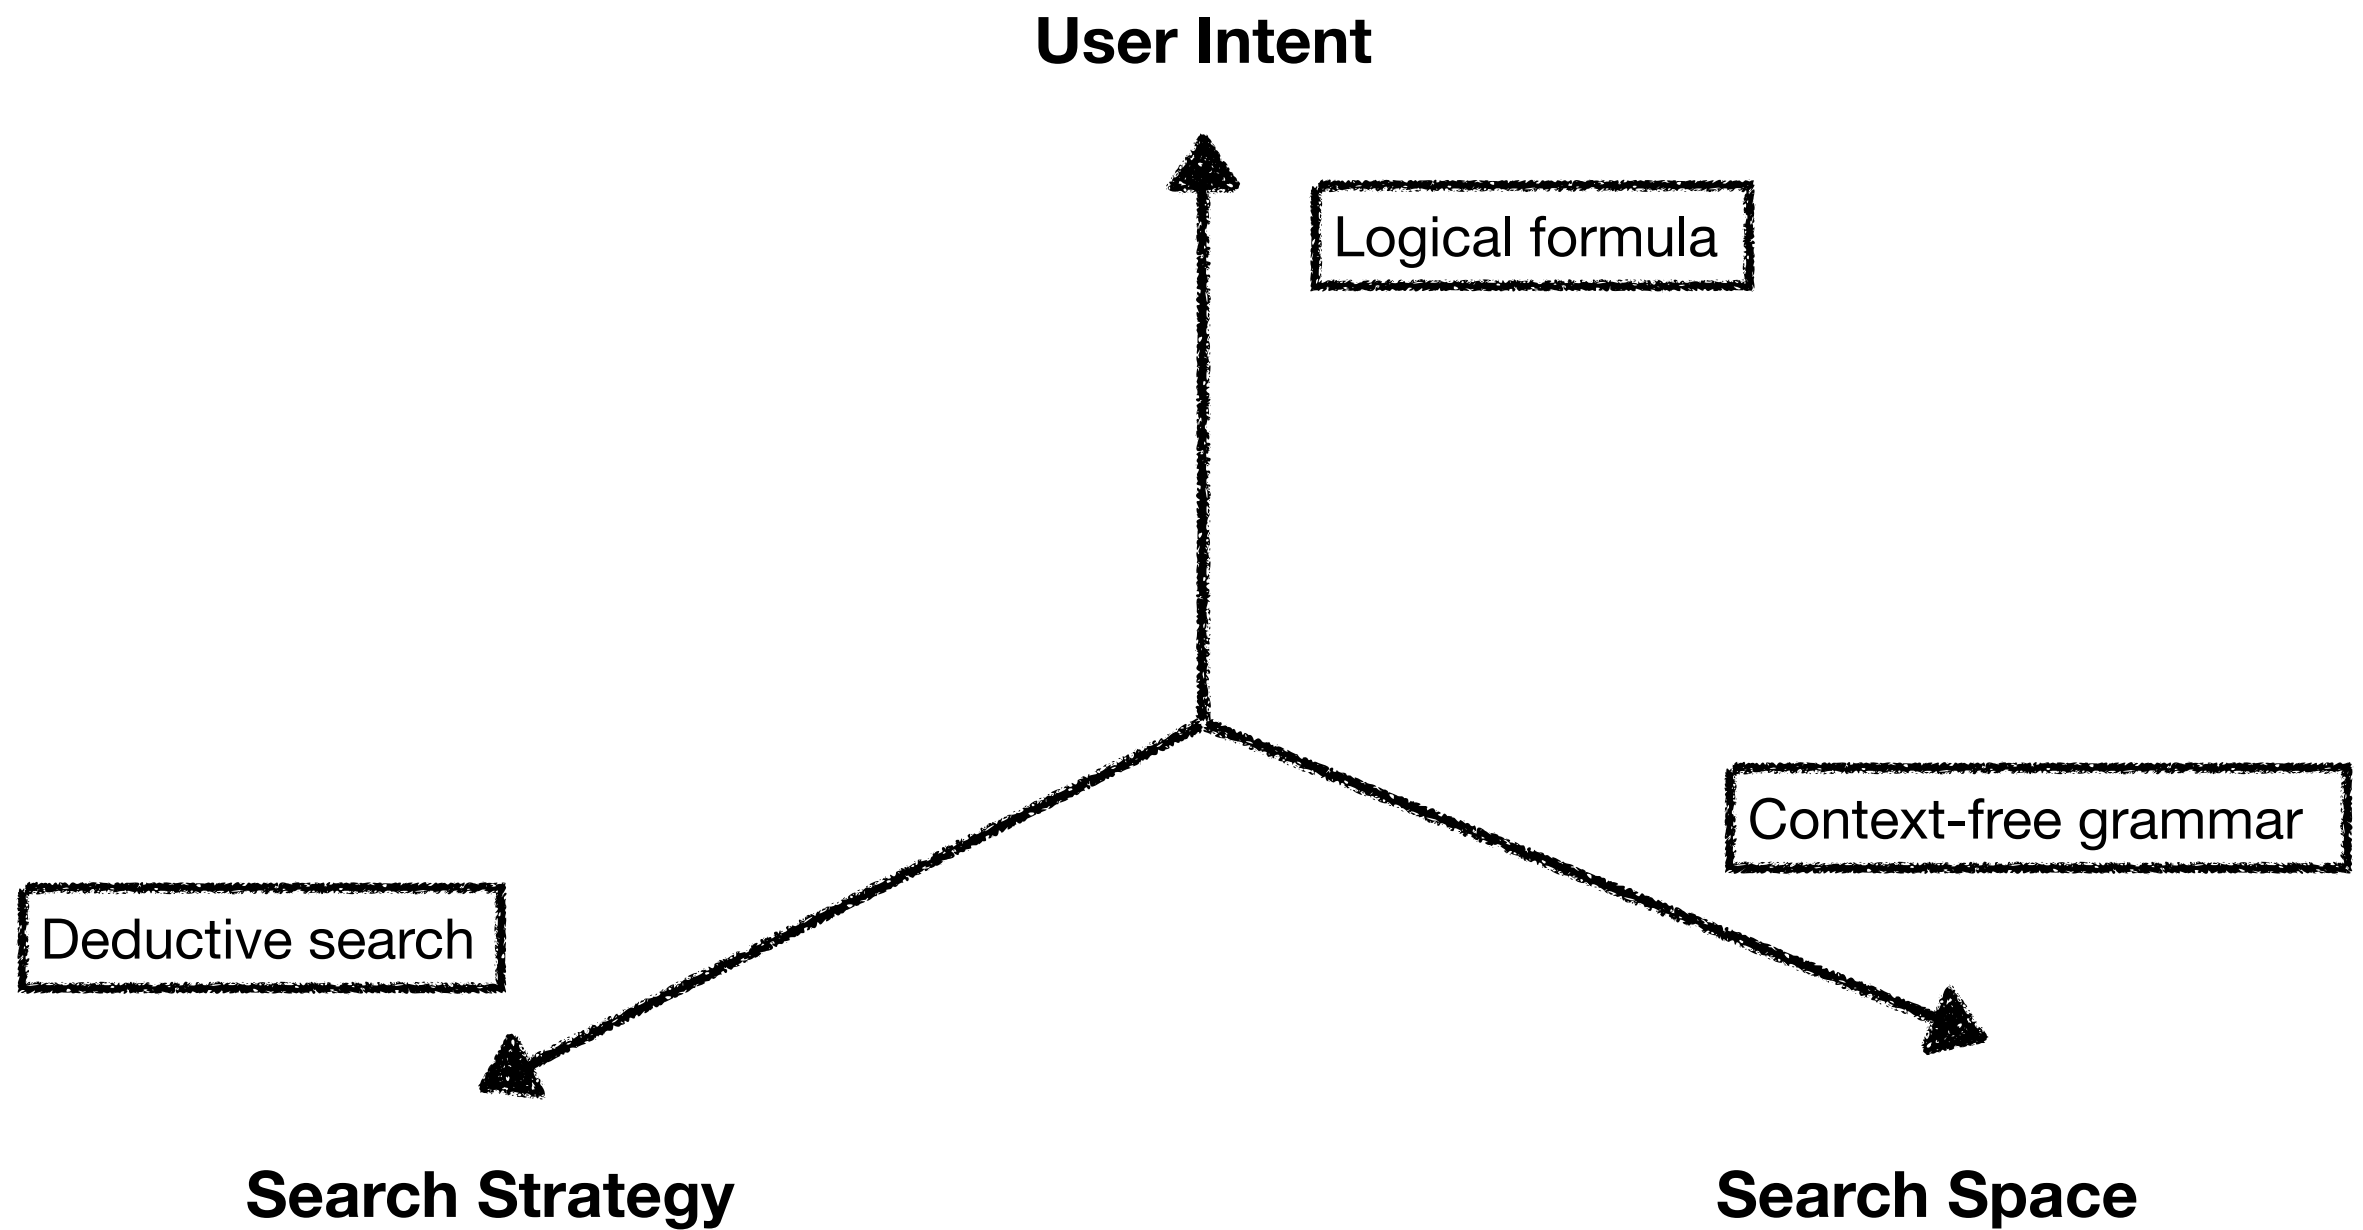 User Intent
Logical formula
Context-free grammar
Deductive search
Search Strategy
Search Space